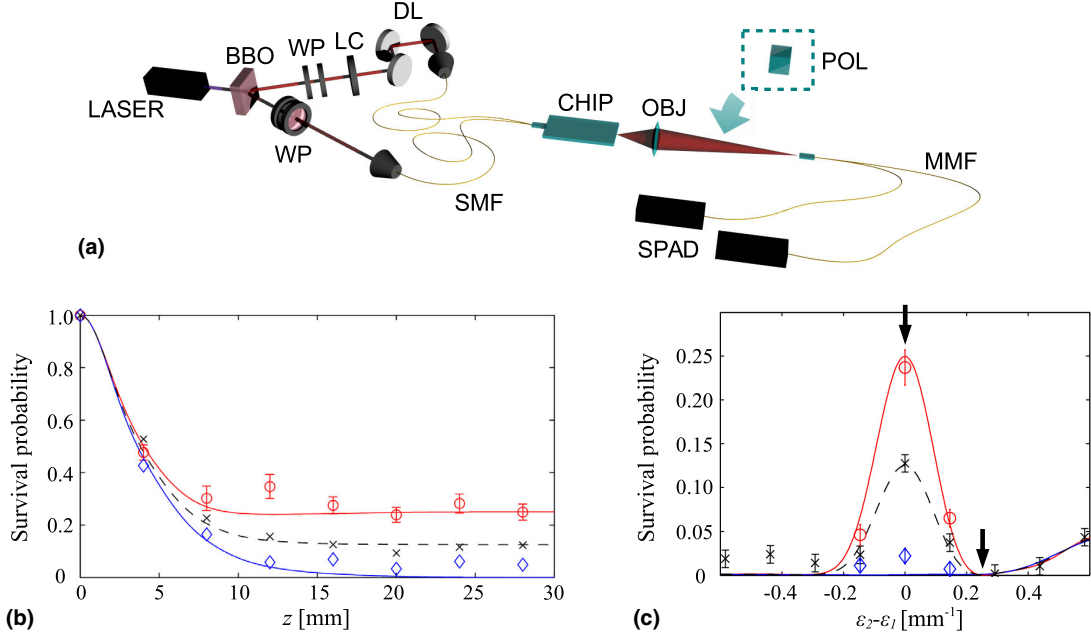 DL
LC
WP
BBO
LASER
WP
SMF
CHIP
OBJ
POL
MMF
SPAD
(a)
1.0
0.8
0.6
0.4
0.2
0
0
5
10
15
20
25
30
Survival probability
z [mm]
(b)
0.25
0.20
0.15
0.10
0.05
0
-0.4
-0.2
0
0.2
0.4
Survival probability
ε2-ε1 [mm-1]
(c)